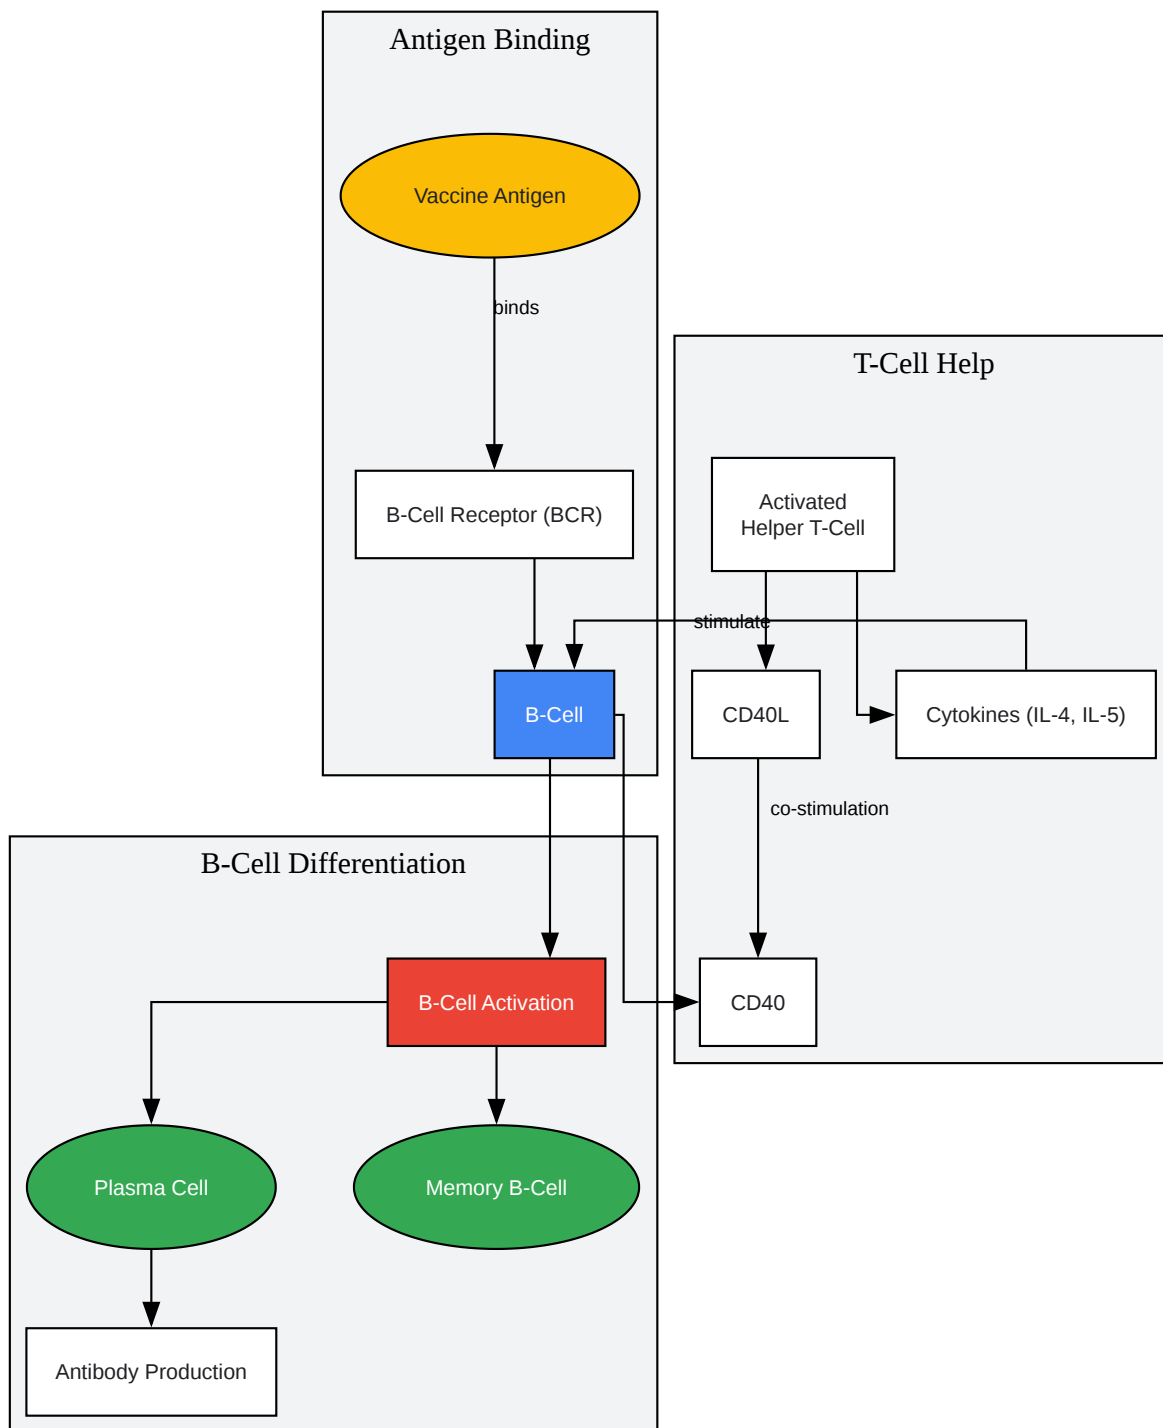 Antigen Binding
Vaccine Antigen
binds
T-Cell Help
B-Cell Receptor (BCR)
Activated
Helper T-Cell
stimulate
B-Cell
CD40L
Cytokines (IL-4, IL-5)
co-stimulation
B-Cell Differentiation
B-Cell Activation
CD40
Plasma Cell
Memory B-Cell
Antibody Production